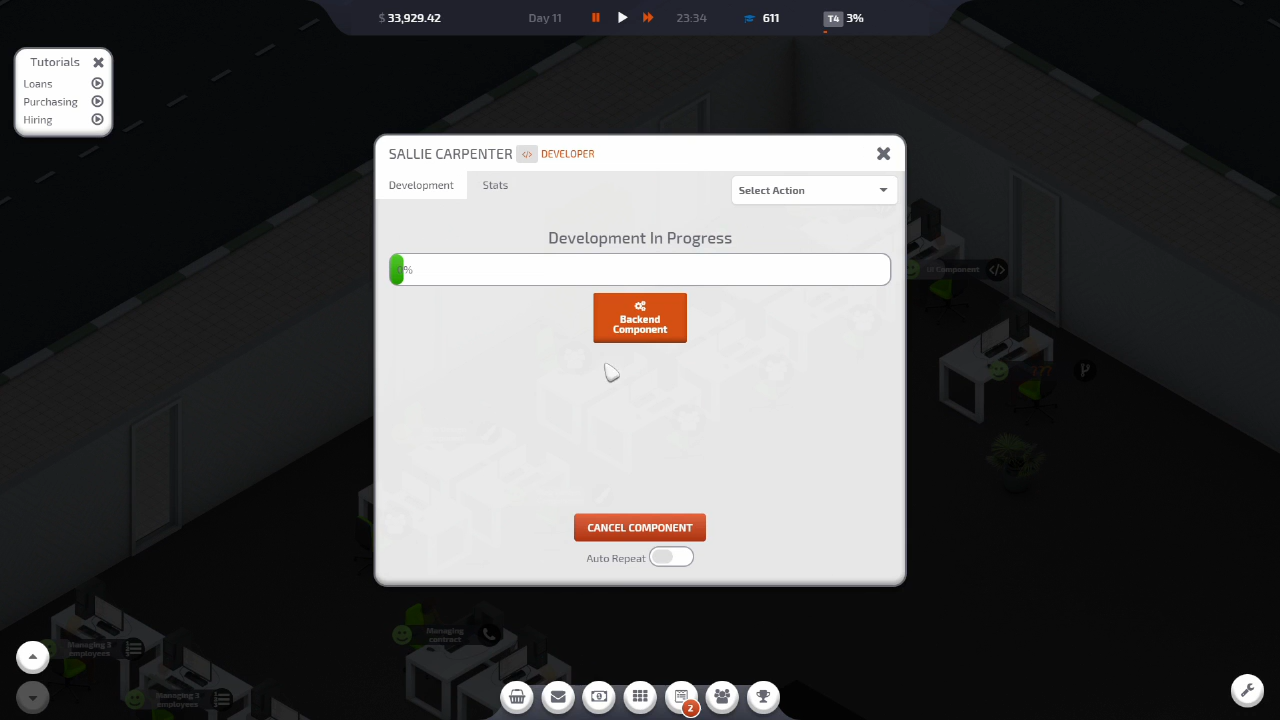 $ 33,929.42
Day 11
23:34
611
T4 3%
Tutorials
Loans
Purchasing
Hiring
SALLIE CARPENTER </> DEVELOPER
Development
Stats
Select Action
Development In Progress
0%
Backend
Component
CANCEL COMPONENT
Auto Repeat
UI Component </>
Managing
contract
Managing 3
employees
Managing 3
employees
2